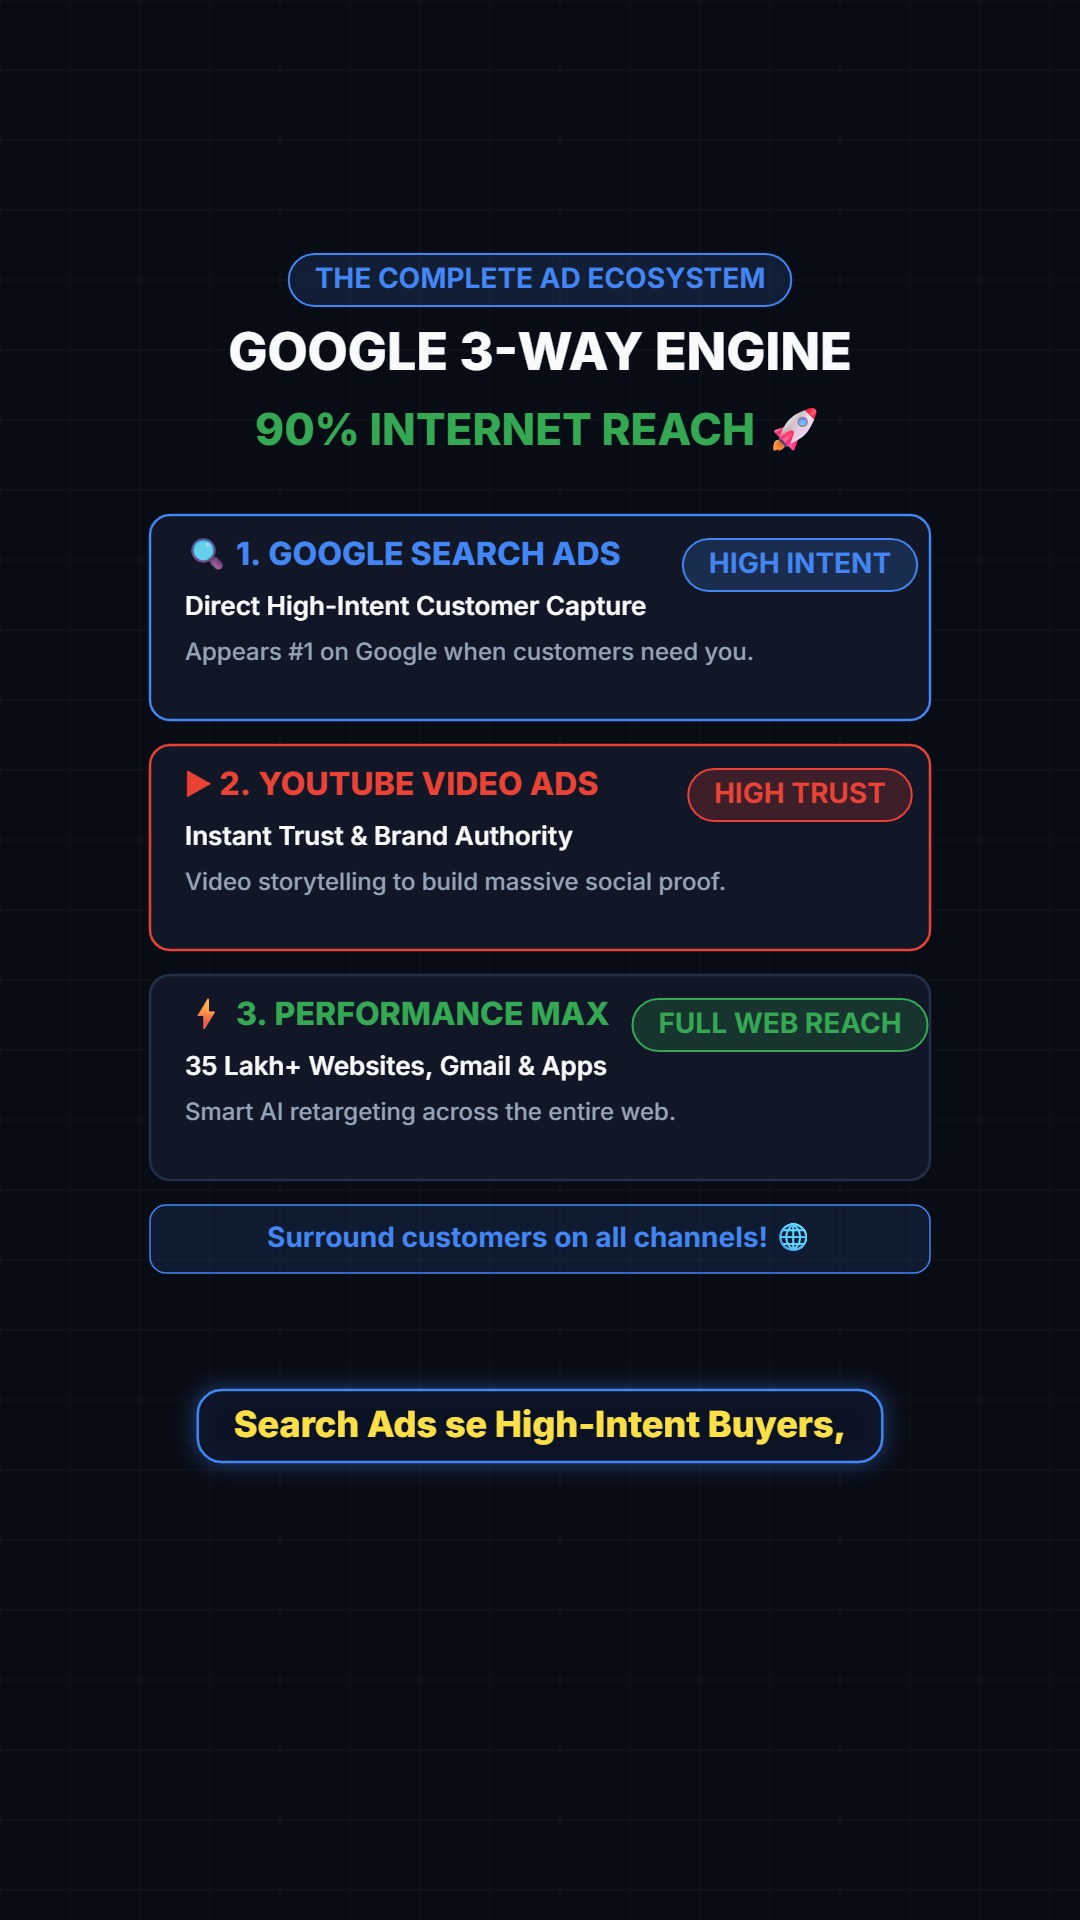 THE COMPLETE AD ECOSYSTEM
GOOGLE 3-WAY ENGINE
90% INTERNET REACH 🚀
🔍 1. GOOGLE SEARCH ADS
HIGH INTENT
Direct High-Intent Customer Capture
Appears #1 on Google when customers need you.
▶ 2. YOUTUBE VIDEO ADS
HIGH TRUST
Instant Trust & Brand Authority
Video storytelling to build massive social proof.
⚡ 3. PERFORMANCE MAX
FULL WEB REACH
35 Lakh+ Websites, Gmail & Apps
Smart AI retargeting across the entire web.
Surround customers on all channels! 🌐
Search Ads se High-Intent Buyers,